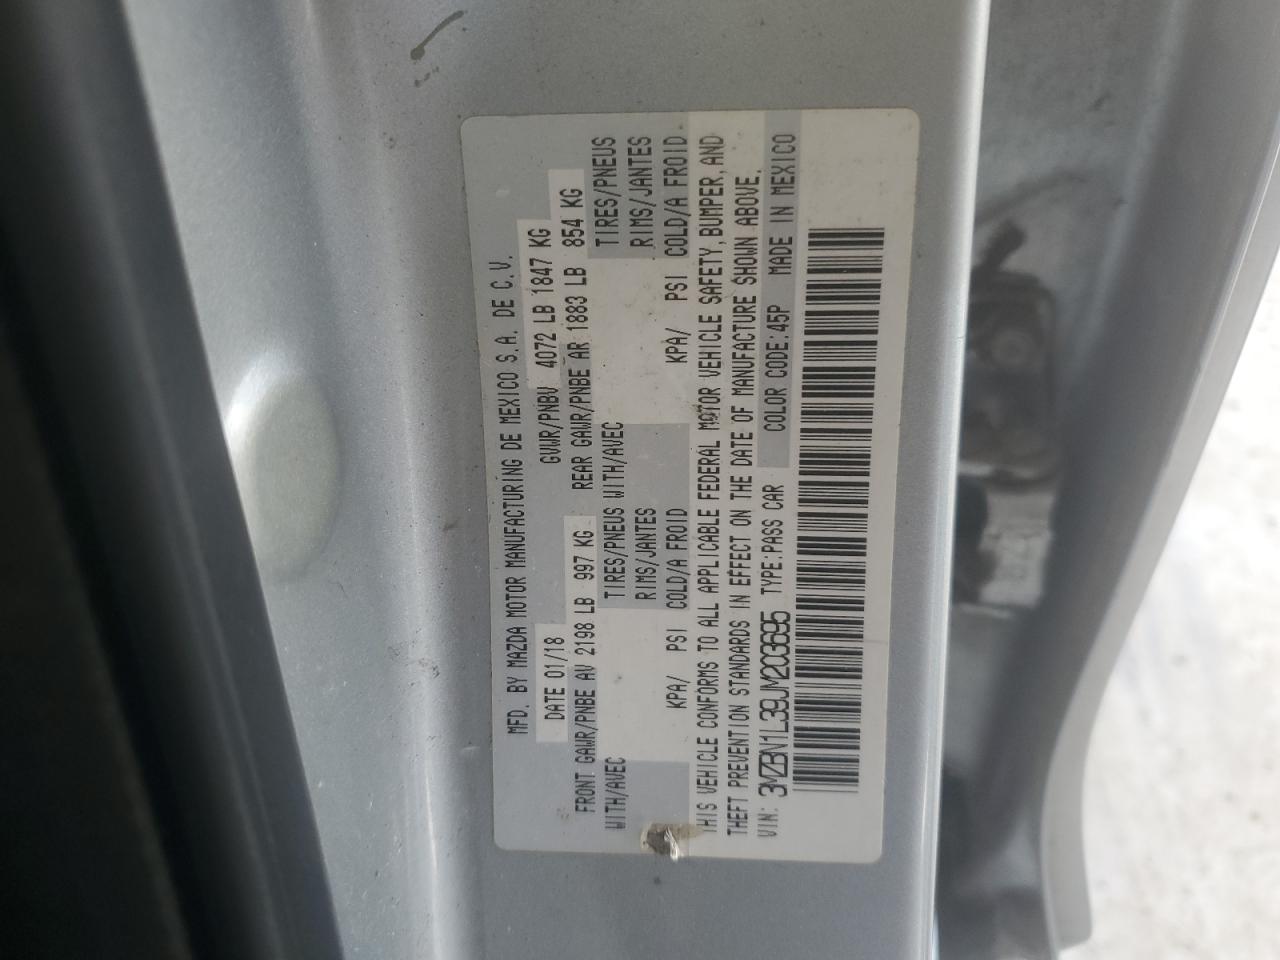 MFD. BY MAZDA MOTOR MANUFACTURING DE MEXICO S.A. DE C.V.
DATE 01/18 GVWR/PNBV 4072 LB 1847 KG
FRONT GAWR/PNBE AV 2198 LB 997 KG REAR GAWR/PNBE AR 1883 LB 854 KG
WITH/AVEC TIRES/PNEUS WITH/AVEC TIRES/PNEUS
RIMS/JANTES RIMS/JANTES
KPA/ PSI COLD/A FROID KPA/ PSI COLD/A FROID
THIS VEHICLE CONFORMS TO ALL APPLICABLE FEDERAL MOTOR VEHICLE SAFETY, BUMPER, AND
THEFT PREVENTION STANDARDS IN EFFECT ON THE DATE OF MANUFACTURE SHOWN ABOVE.
VIN: 3MZBN1L39JM203695 TYPE:PASS CAR COLOR CODE:45P MADE IN MEXICO